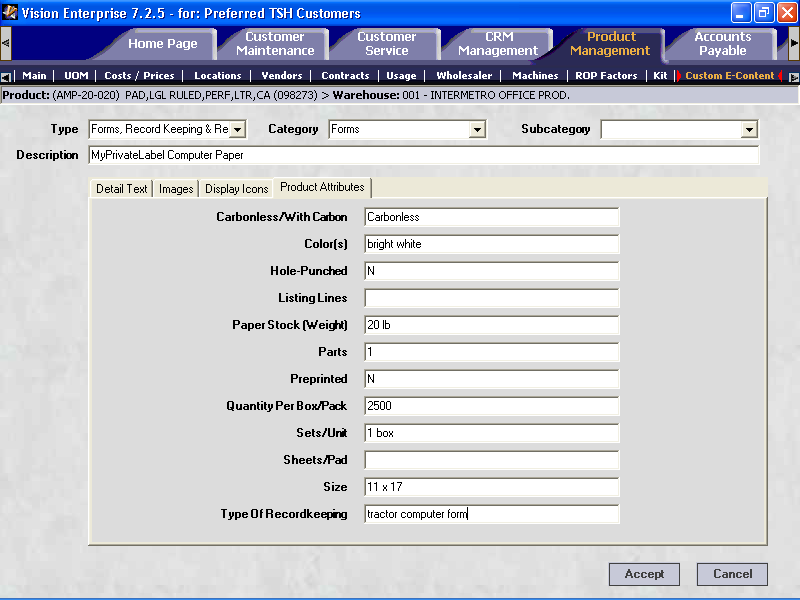 Vision Enterprise 7.2.5 - for: Preferred TSH Customers
Home Page
Customer Maintenance
Customer Service
CRM Management
Product Management
Accounts Payable
Main
UOM
Costs / Prices
Locations
Vendors
Contracts
Usage
Wholesaler
Machines
ROP Factors
Kit
Custom E-Content
Product: (AMP-20-020) PAD,LGL RULED,PERF,LTR,CA (098273) > Warehouse: 001 - INTERMETRO OFFICE PROD.
Type Forms, Record Keeping & Re Category Forms Subcategory
Description MyPrivateLabel Computer Paper
Detail Text Images Display Icons Product Attributes
Carbonless/With Carbon Carbonless
Color(s) bright white
Hole-Punched N
Listing Lines
Paper Stock (Weight) 20 lb
Parts 1
Preprinted N
Quantity Per Box/Pack 2500
Sets/Unit 1 box
Sheets/Pad
Size 11 x 17
Type Of Recordkeeping tractor computer form
Accept Cancel